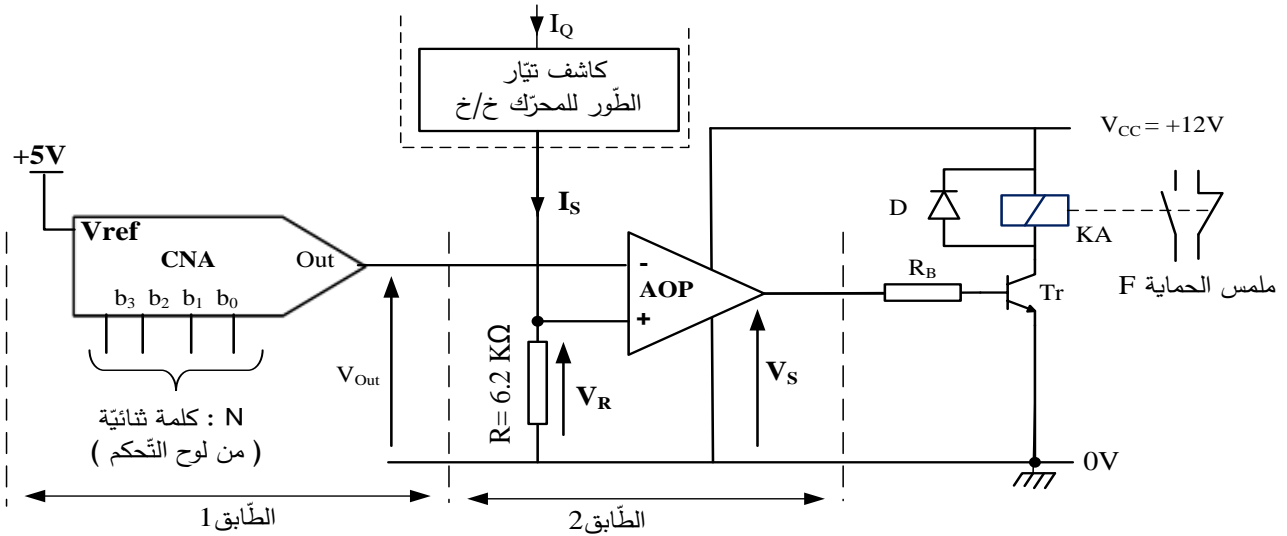 I_Q
كاشف تيّار
الطّور للمحرّك خ/خ
V_CC = +12V
+5V
I_S
Vref
CNA
Out
b3 b2 b1 b0
-
AOP
+
D
KA
R_B
Tr
ملمس الحماية F
V_Out
R= 6.2 KΩ
V_R
V_S
N : كلمة ثنائيّة
( من لوح التّحكم )
0V
الطّابق1
الطّابق2